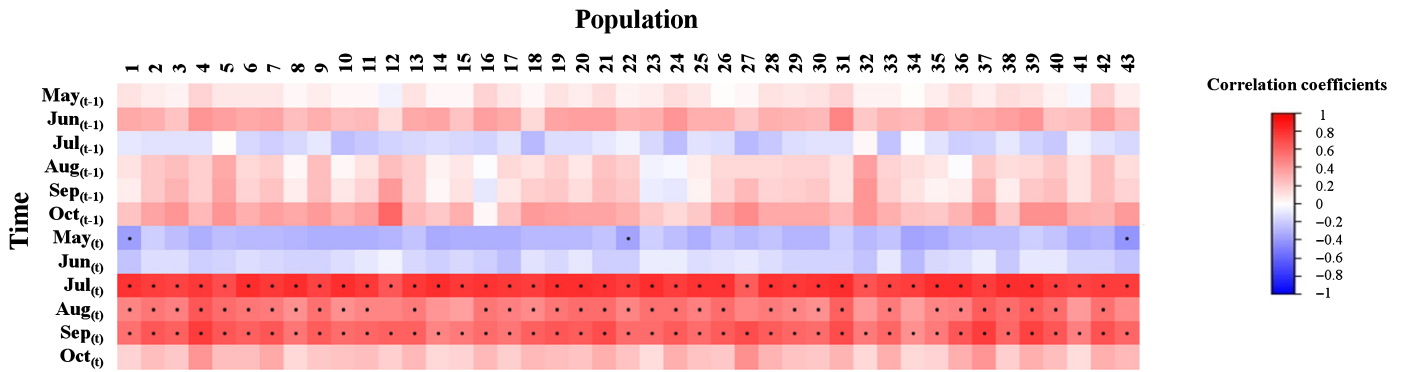 Population
1 2 3 4 5 6 7 8 9 10 11 12 13 14 15 16 17 18 19 20 21 22 23 24 25 26 27 28 29 30 31 32 33 34 35 36 37 38 39 40 41 42 43
Time
May(t-1)
Jun(t-1)
Jul(t-1)
Aug(t-1)
Sep(t-1)
Oct(t-1)
May(t)
Jun(t)
Jul(t)
Aug(t)
Sep(t)
Oct(t)
Correlation coefficients
1
0.8
0.6
0.4
0.2
0
−0.2
−0.4
−0.6
−0.8
−1